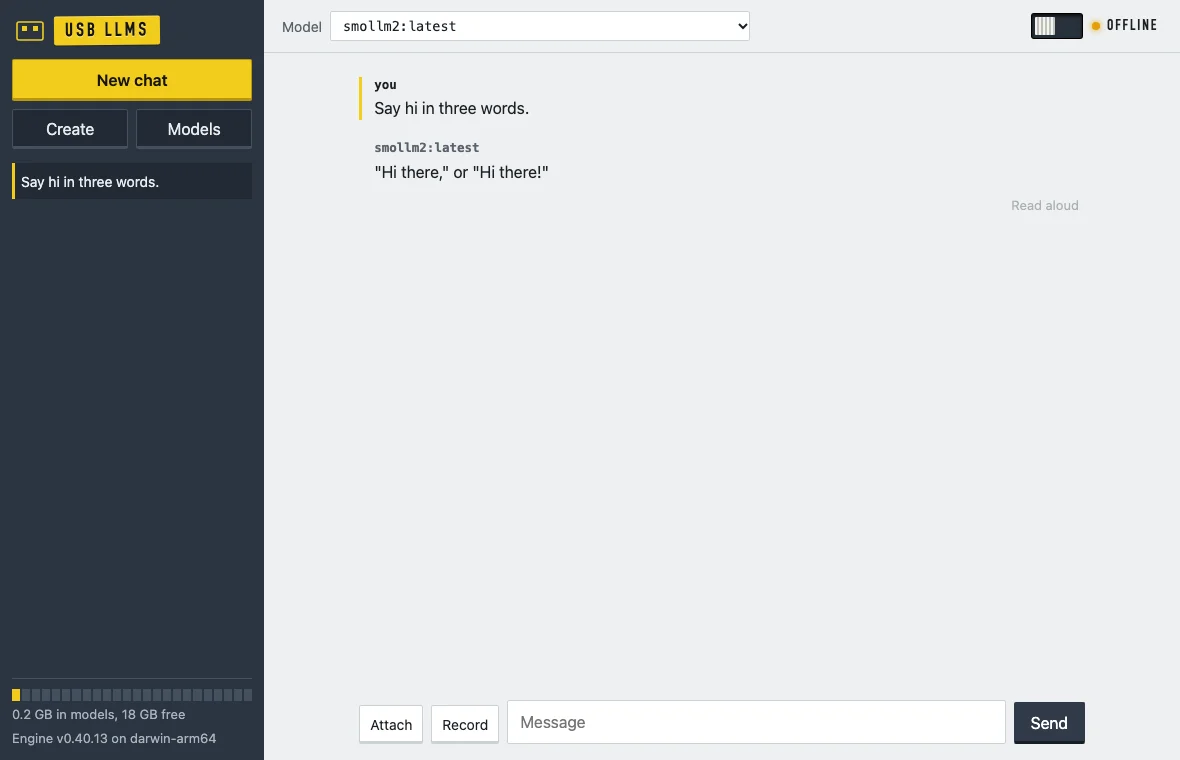 USB LLMS
New chat
Create
Models
Say hi in three words.
0.2 GB in models, 18 GB free
Engine v0.40.13 on darwin-arm64
Model
smollm2:latest
OFFLINE
you
Say hi in three words.
smollm2:latest
"Hi there," or "Hi there!"
Read aloud
Attach
Record
Message
Send